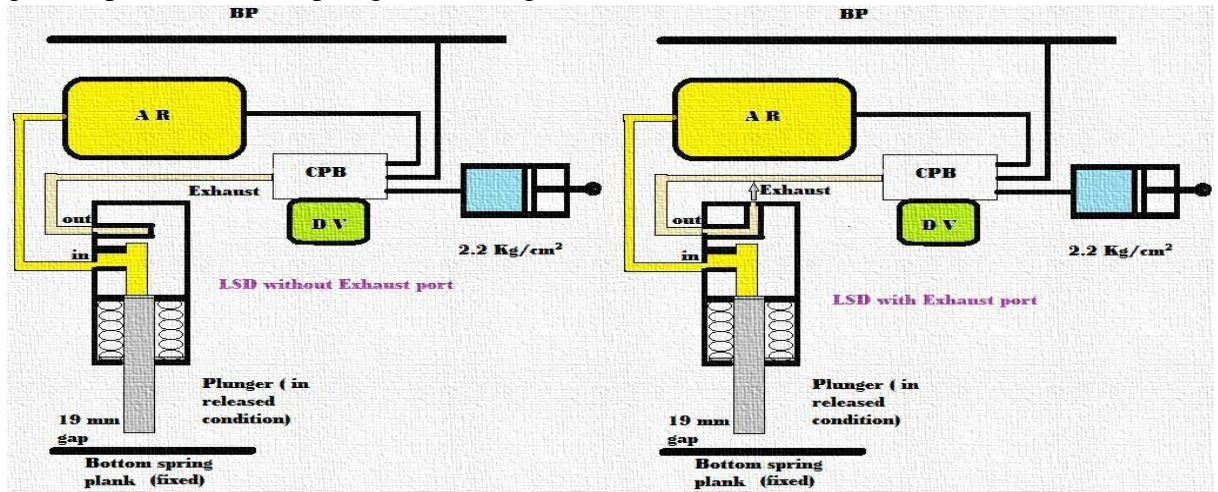 BP
A R
CPB
Exhaust
out
D V
in
2.2 Kg/cm²
LSD without Exhaust port
Plunger ( in
released
condition)
19 mm
gap
Bottom spring
plank (fixed)
BP
A R
CPB
Exhaust
out
D V
in
2.2 Kg/cm²
LSD with Exhaust port
Plunger ( in
released
condition)
19 mm
gap
Bottom spring
plank (fixed)